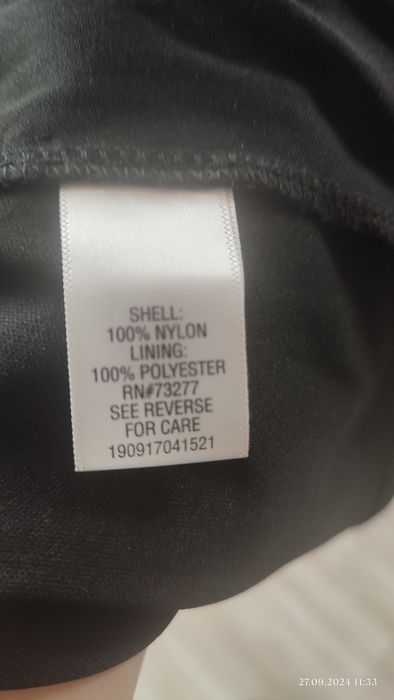 SHELL:
100% NYLON
LINING:
100% POLYESTER
RN#73277
SEE REVERSE
FOR CARE
190917041521
27.09.2024 11:33